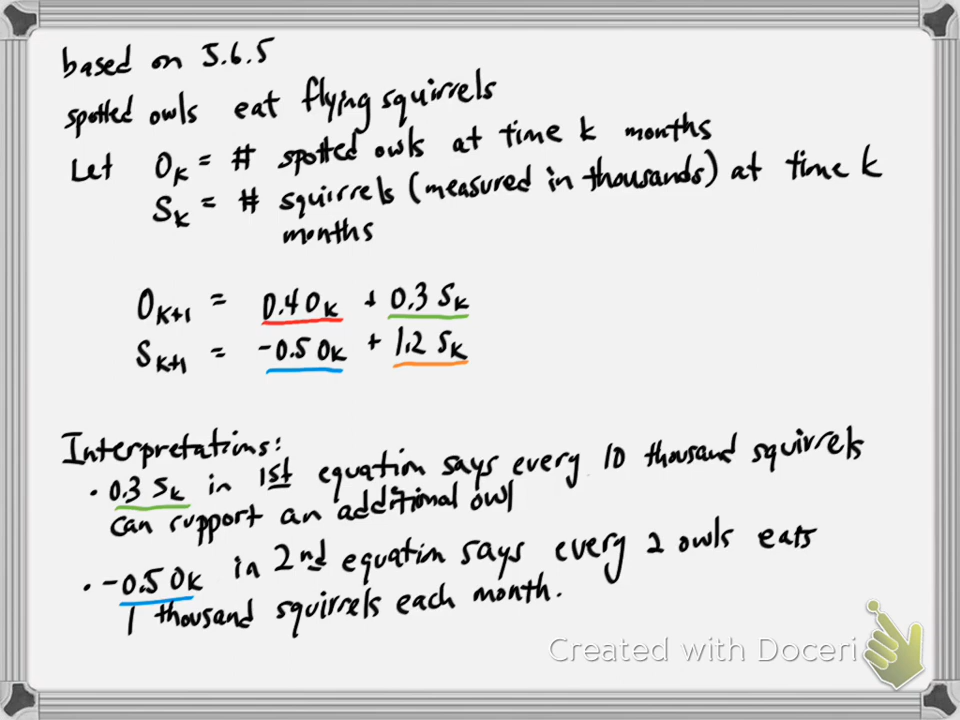 based on 5.6.5
spotted owls eat flying squirrels
Let O_k = # spotted owls at time k months
S_k = # squirrels (measured in thousands) at time k
months
O_k+1 = 0.4 O_k + 0.3 S_k
S_k+1 = -0.5 O_k + 1.2 S_k
Interpretations:
• 0.3 S_k in 1st equation says every 10 thousand squirrels
can support an additional owl
• -0.5 O_k in 2nd equation says every 2 owls eats
1 thousand squirrels each month.
Created with Doceri